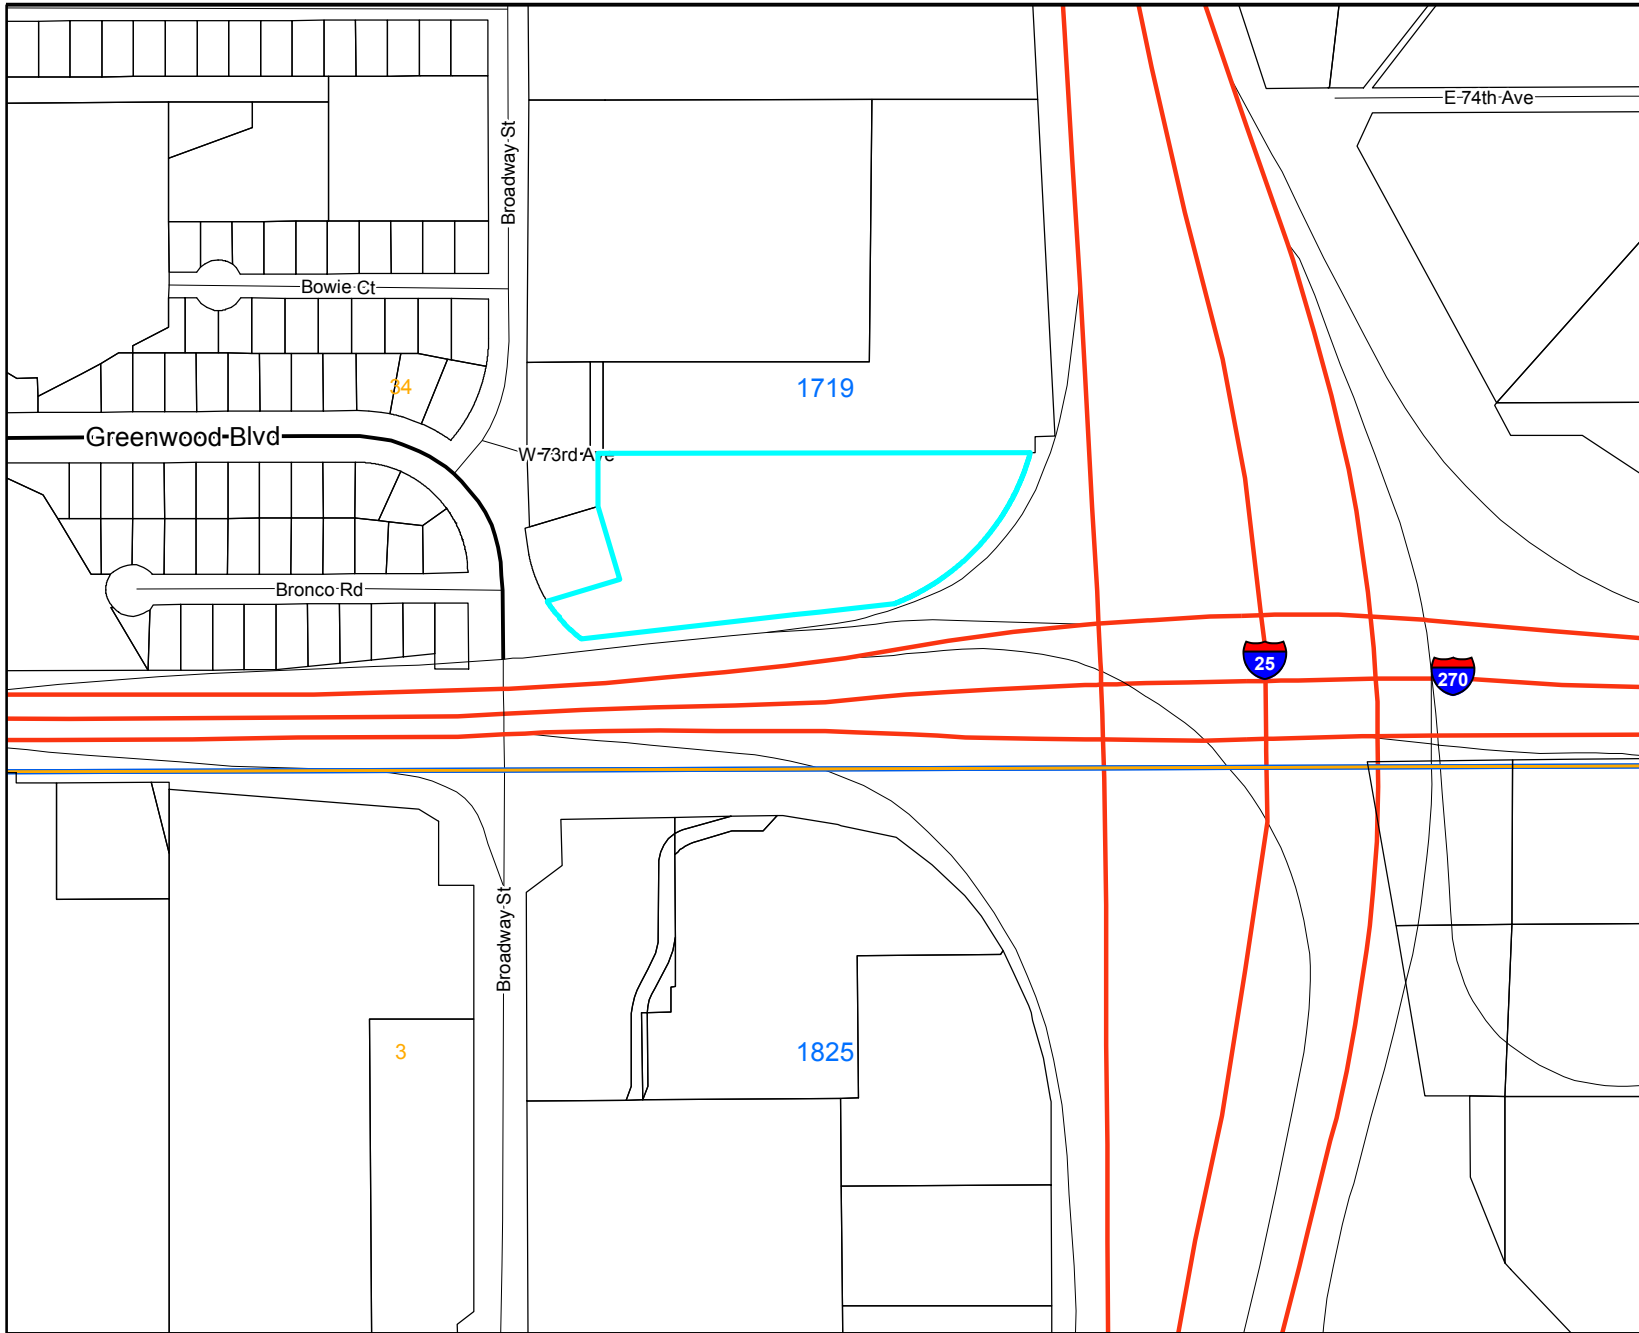 E 74th Ave
Broadway St
Bowie Ct
34
1719
Greenwood Blvd
W 73rd Ave
Bronco Rd
25
270
Broadway St
3
1825